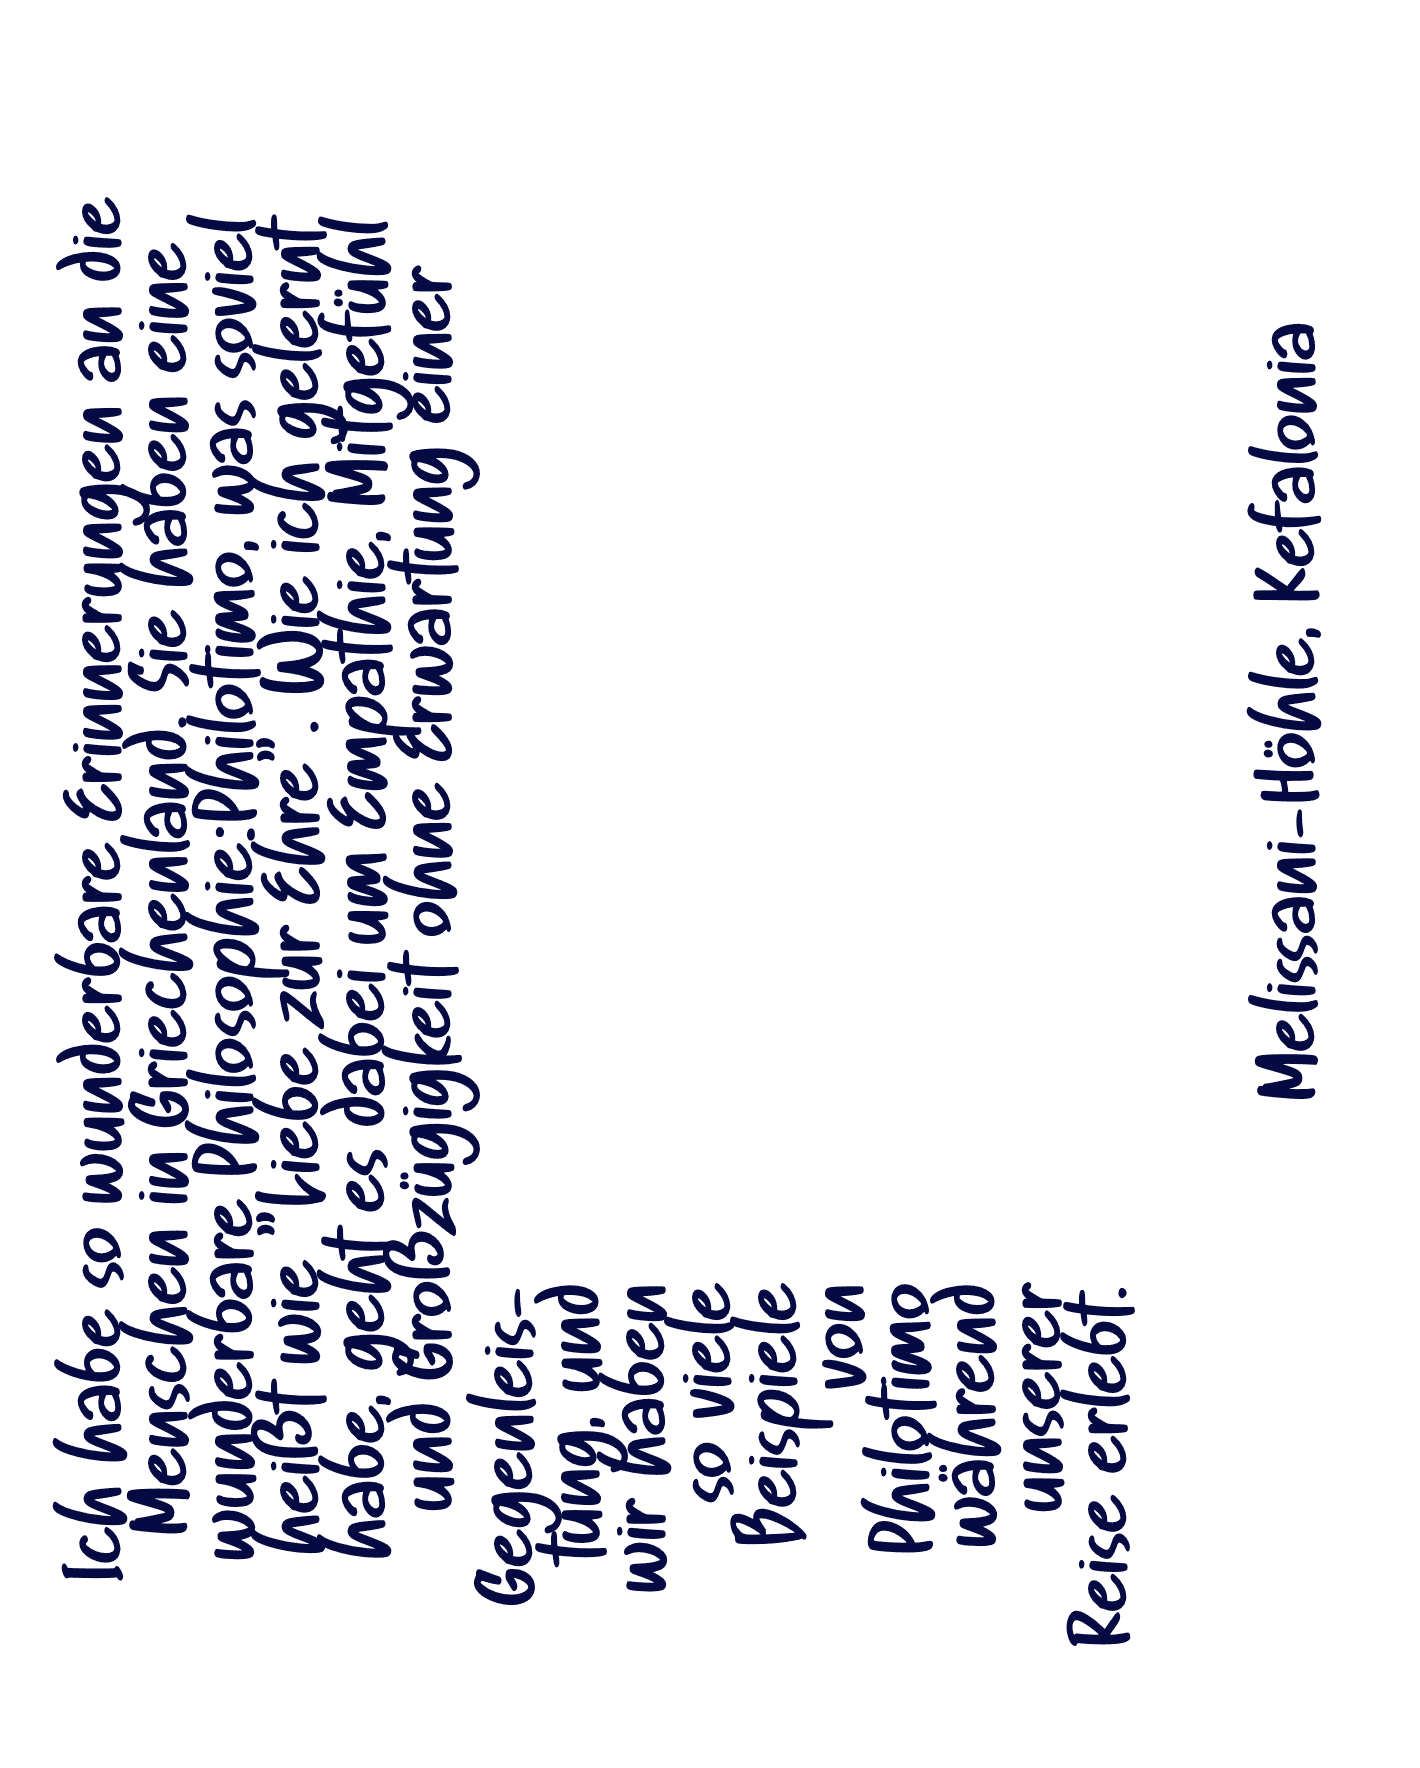 Ich habe so wunderbare Erinnerungen an die
Menschen in Griechenland. Sie haben eine
wunderbare Philosophie:Philotimo, was soviel
heißt wie "Liebe zur Ehre". Wie ich gelernt
habe, geht es dabei um Empathie, Mitgefühl
und Großzügigkeit ohne Erwartung einer
Gegenleis-
tung, und
wir haben
so viele
Beispiele
von
Philotimo
während
unserer
Reise erlebt.
Melissani-Höhle, Kefalonia